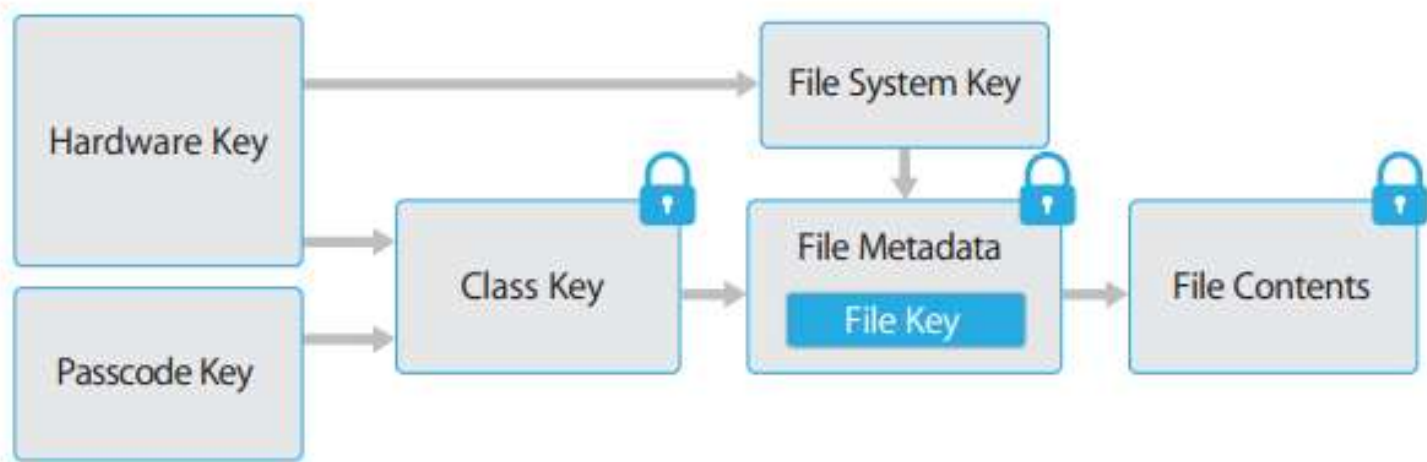 Hardware Key
File System Key
Class Key
File Metadata
File Key
File Contents
Passcode Key